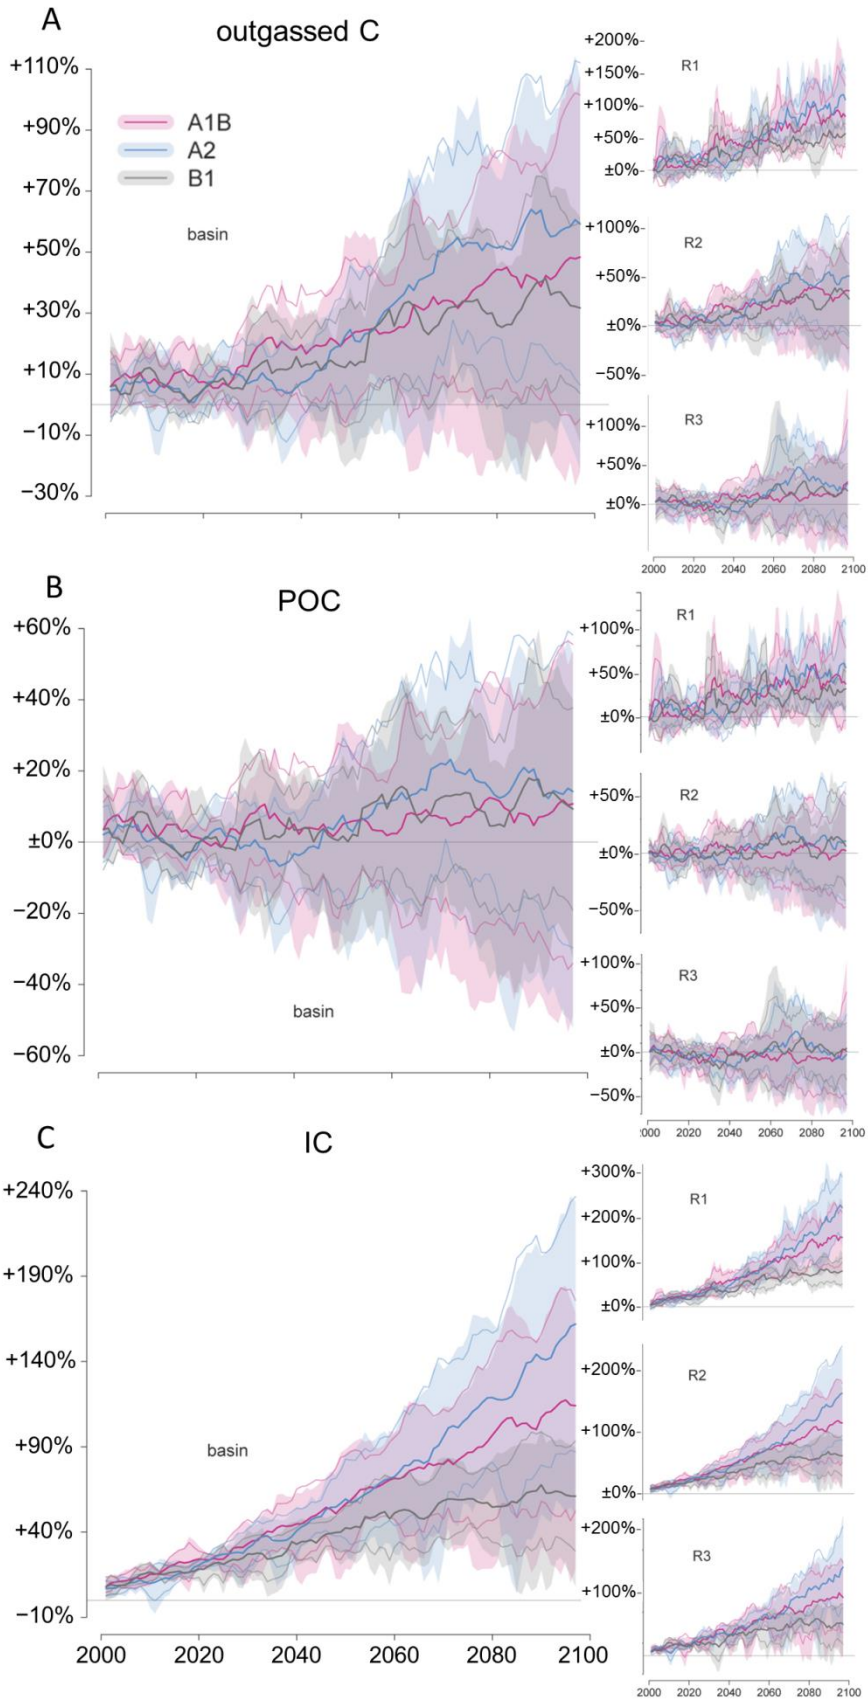 A
outgassed C
+110%
+90%
+70%
+50%
+30%
+10%
−10%
−30%
A1B
A2
B1
basin
R1
+200%
+150%
+100%
+50%
±0%
R2
+100%
+50%
±0%
−50%
R3
+100%
+50%
±0%
2000 2020 2040 2060 2080 2100
B
POC
+60%
+40%
+20%
±0%
−20%
−40%
−60%
basin
R1
+100%
+50%
±0%
R2
+50%
±0%
−50%
R3
+100%
+50%
±0%
−50%
2000 2020 2040 2060 2080 2100
C
IC
+240%
+190%
+140%
+90%
+40%
−10%
basin
2000 2020 2040 2060 2080 2100
R1
+300%
+200%
+100%
±0%
R2
+200%
+100%
±0%
R3
+200%
+100%
2000 2020 2040 2060 2080 2100